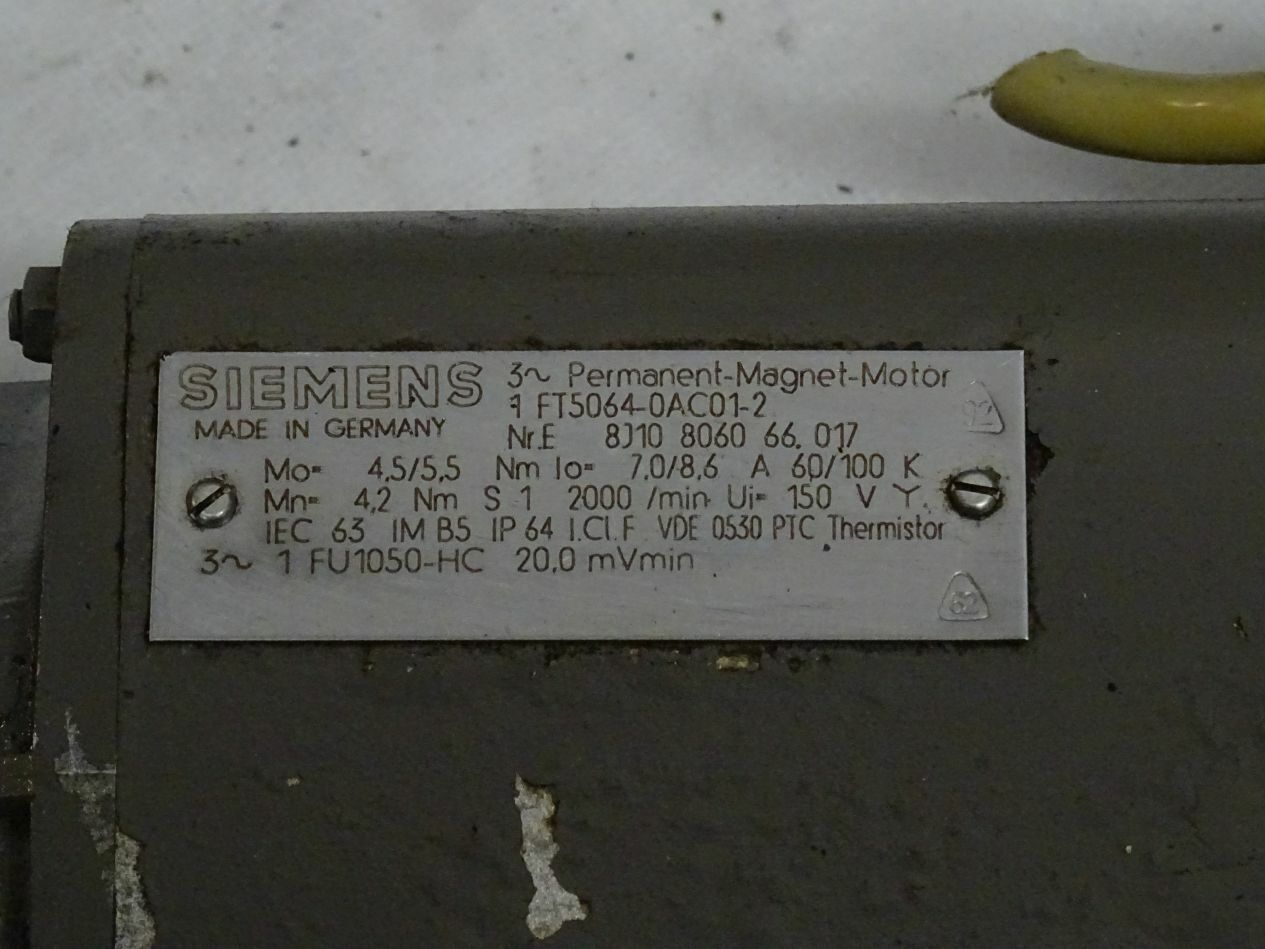 SIEMENS 3~ Permanent-Magnet-Motor
1 FT5064-0AC01-2
MADE IN GERMANY Nr.E 8J10 8060 66. 017
Mo= 4,5/5,5 Nm Io= 7,0/8,6 A 60/100 K
Mn= 4,2 Nm S 1 2000 /min Ui= 150 V Y.
IEC 63 IM B5 IP 64 I.Cl.F VDE 0530 PTC Thermistor
3~ 1 FU1050-HC 20,0 mVmin
62